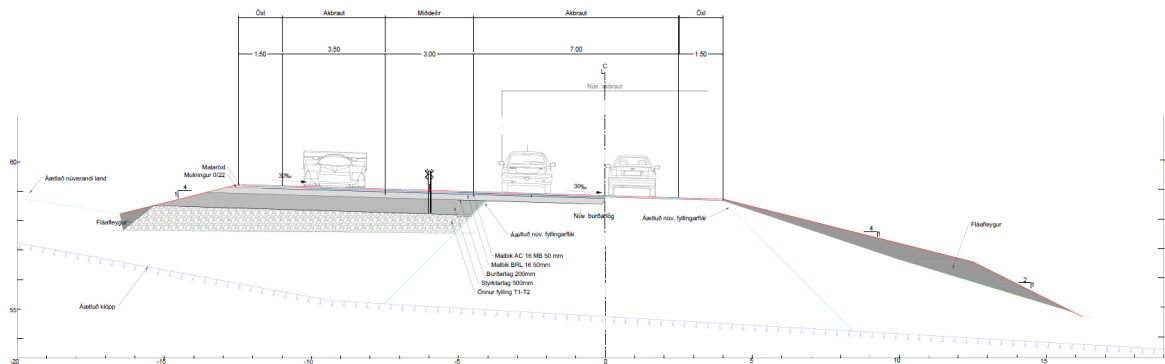 Öxl Akbraut Miðdeilir Akbraut Öxl
1.50 3.50 3.00 7.00 1.50
C
L
Núv. akbraut
60
Áætlað núverandi land
Malaröxl
Mulningur 0/22
30‰
30‰
4
1
Fláafleygur
Núv. burðarlög
Áætluð núv. fyllingarflái
Áætluð núv. fyllingarflái
4
1
Fláafleygur
Malbik AC 16 MB 50 mm
Malbik BRL 16 50mm
Burðarlag 200mm
Styrktarlag 500mm
Önnur fylling T1-T2
2
1
Áætluð klöpp
55
-20 -15 -10 -5 0 5 10 15